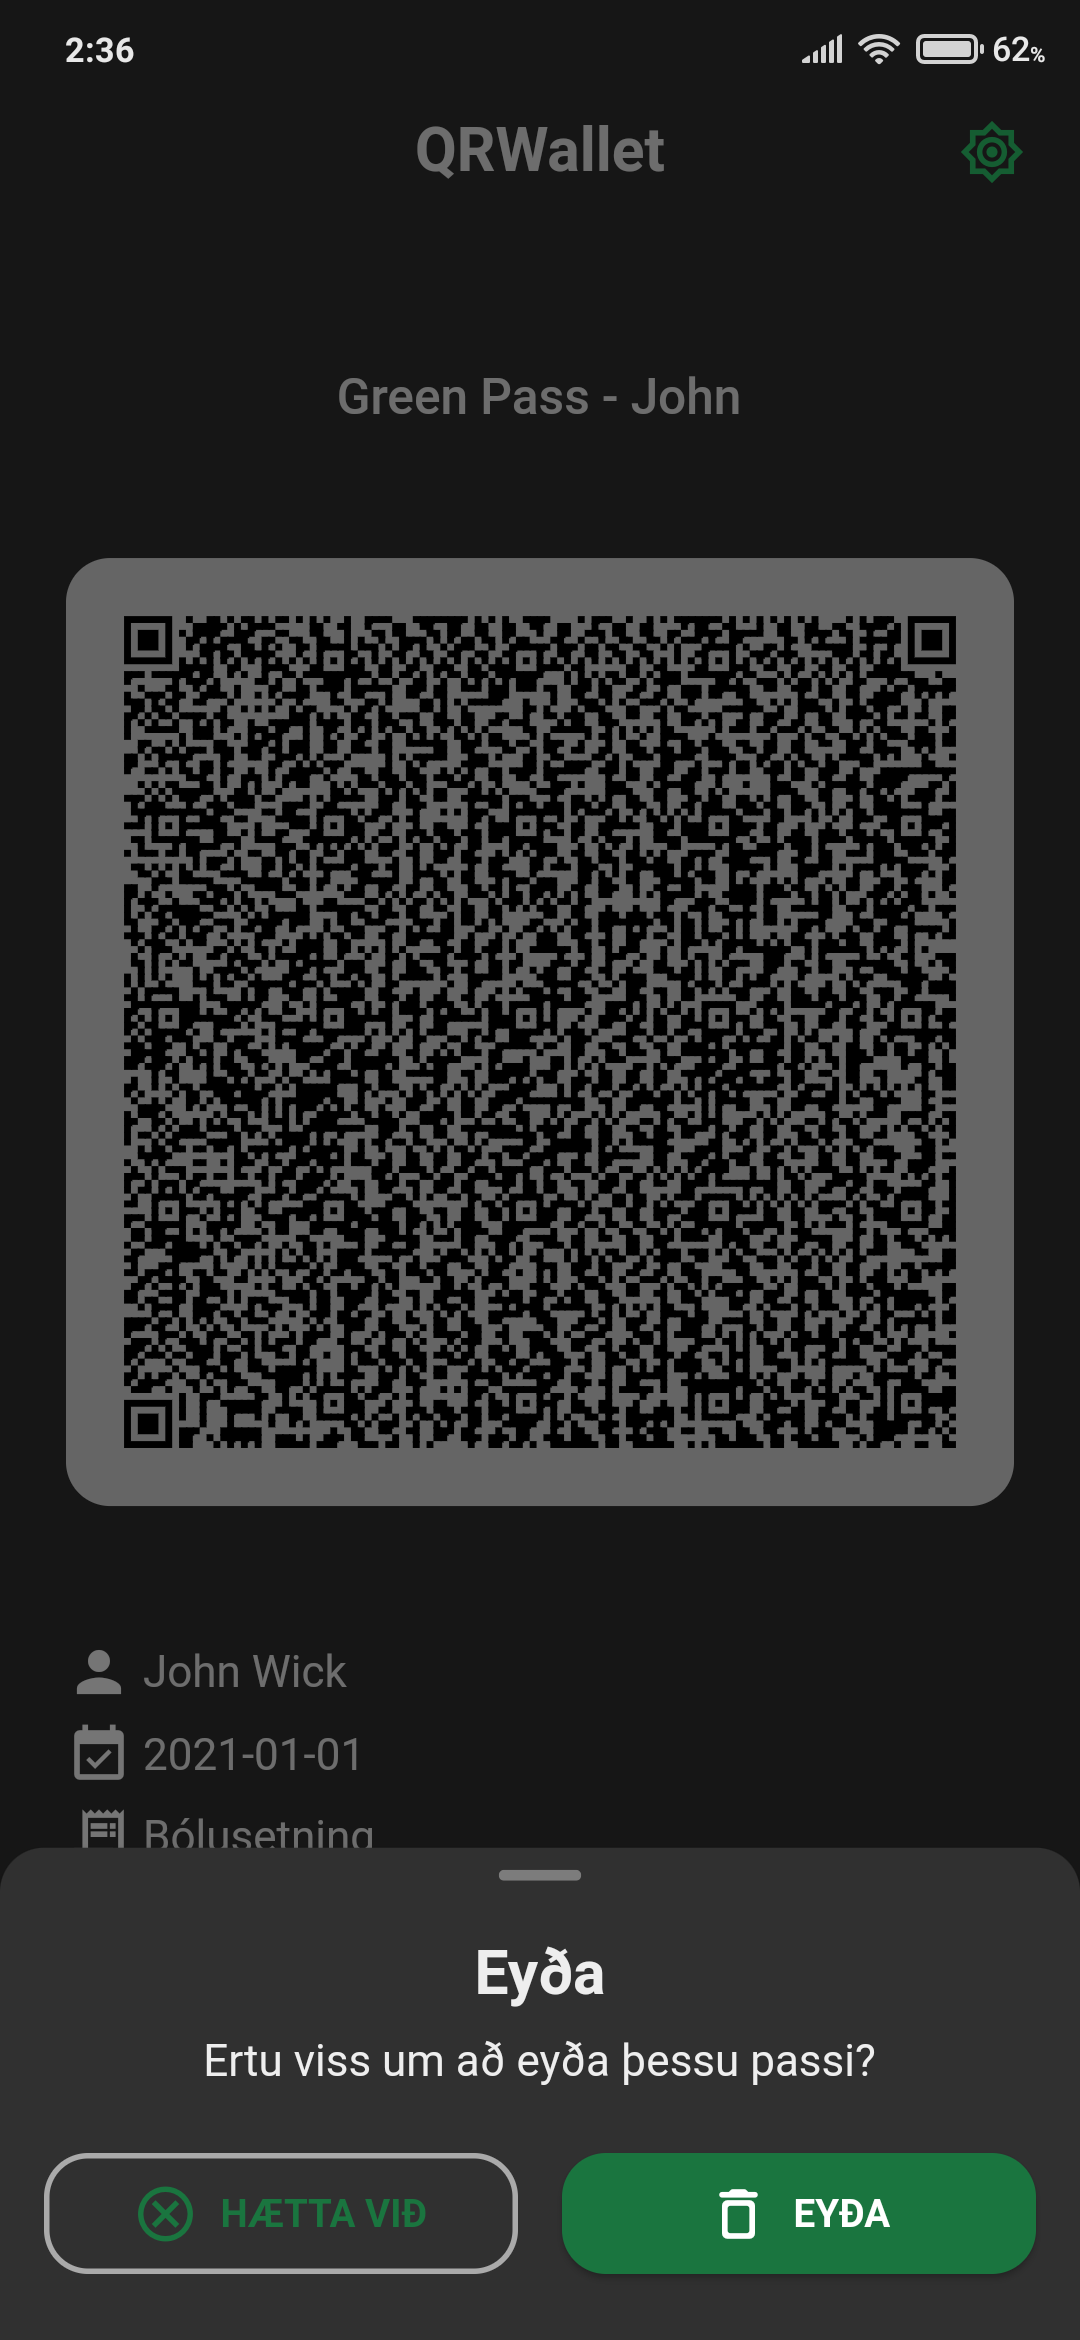 2:36
62%
QRWallet
Green Pass - John
John Wick
2021-01-01
Bólusetning
Eyða
Ertu viss um að eyða þessu passi?
HÆTTA VIÐ
EYÐA